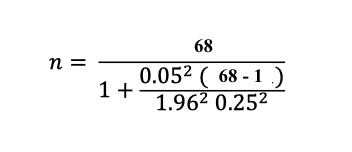 n = 68
1 + 0.05² ( 68 - 1 .)
1.96² 0.25²